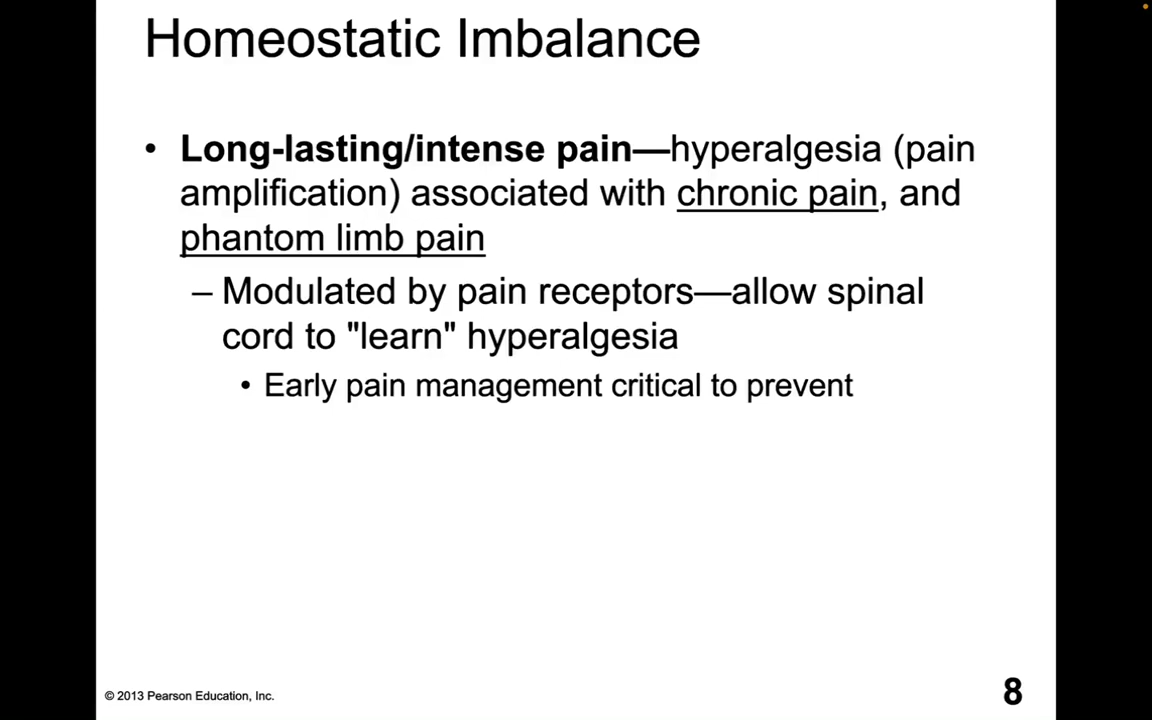 Homeostatic Imbalance
• Long-lasting/intense pain—hyperalgesia (pain
amplification) associated with chronic pain, and
phantom limb pain
– Modulated by pain receptors—allow spinal
cord to "learn" hyperalgesia
• Early pain management critical to prevent
© 2013 Pearson Education, Inc.
8